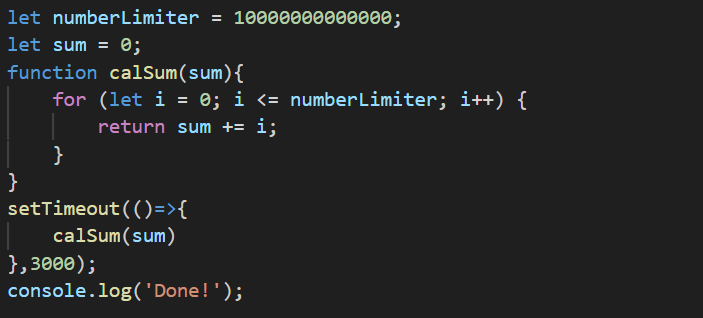 let numberLimiter = 10000000000000;
let sum = 0;
function calSum(sum){
    for (let i = 0; i <= numberLimiter; i++) {
        return sum += i;
    }
}
setTimeout(()=>{
    calSum(sum)
},3000);
console.log('Done!');